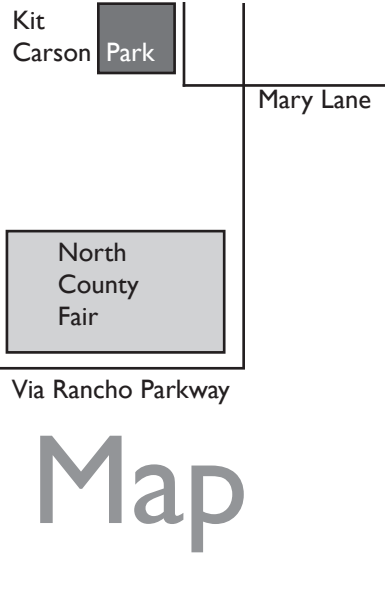 Kit
Carson Park
Mary Lane
North
County
Fair
Via Rancho Parkway
Map